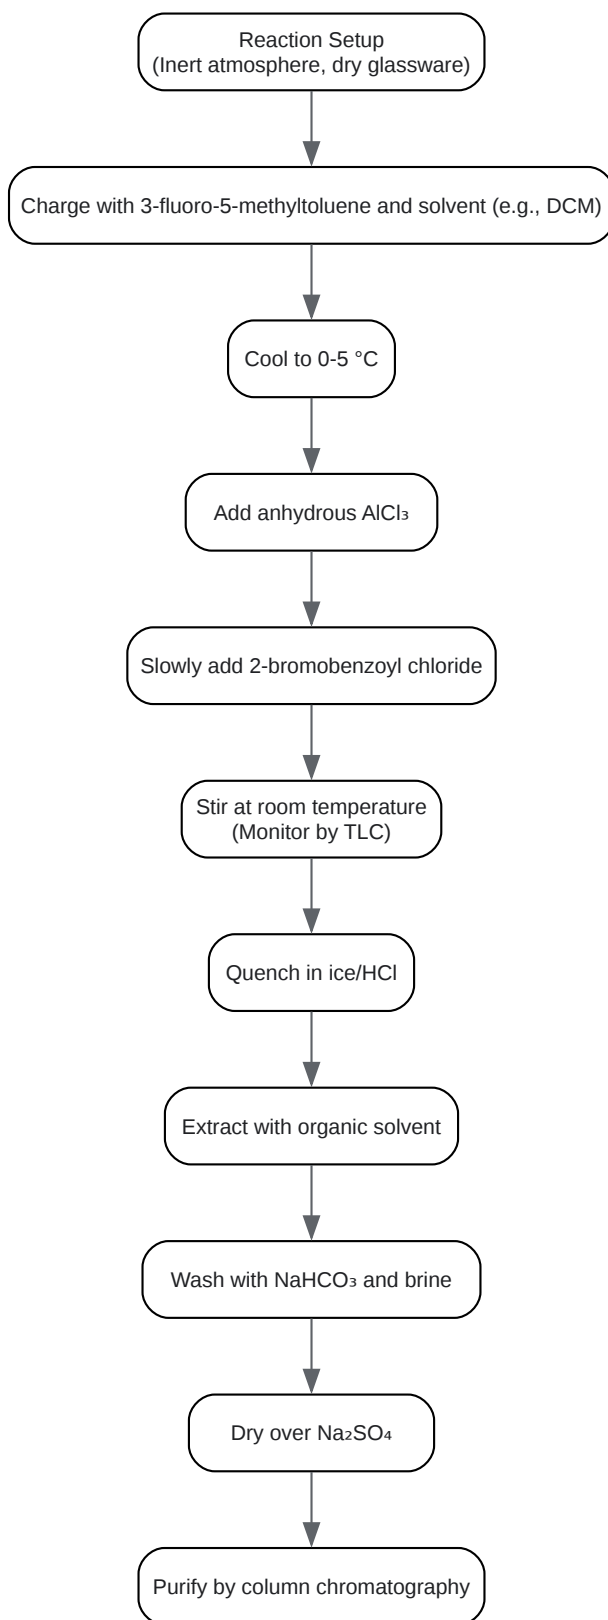 Reaction Setup
(Inert atmosphere, dry glassware)
Charge with 3-fluoro-5-methyltoluene and solvent (e.g., DCM)
Cool to 0-5 °C
Add anhydrous AlCl₃
Slowly add 2-bromobenzoyl chloride
Stir at room temperature
(Monitor by TLC)
Quench in ice/HCl
Extract with organic solvent
Wash with NaHCO₃ and brine
Dry over Na₂SO₄
Purify by column chromatography